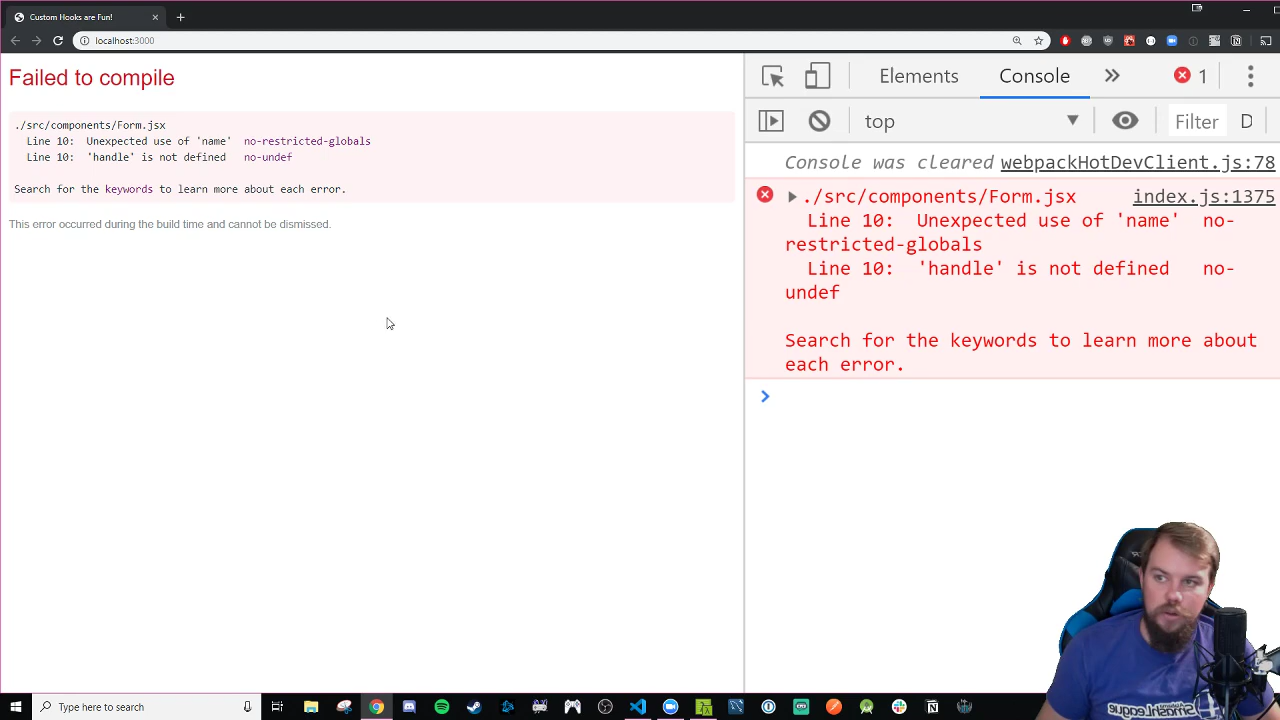 Custom Hooks are Fun!
localhost:3000
Failed to compile
./src/components/Form.jsx
Line 10:  Unexpected use of 'name'  no-restricted-globals
Line 10:  'handle' is not defined  no-undef
Search for the keywords to learn more about each error.
This error occurred during the build time and cannot be dismissed.
Elements Console 1
top Filter D
Console was cleared webpackHotDevClient.js:78
./src/components/Form.jsx index.js:1375
Line 10:  Unexpected use of 'name'  no-
restricted-globals
Line 10:  'handle' is not defined  no-
undef
Search for the keywords to learn more about
each error.
Type here to search